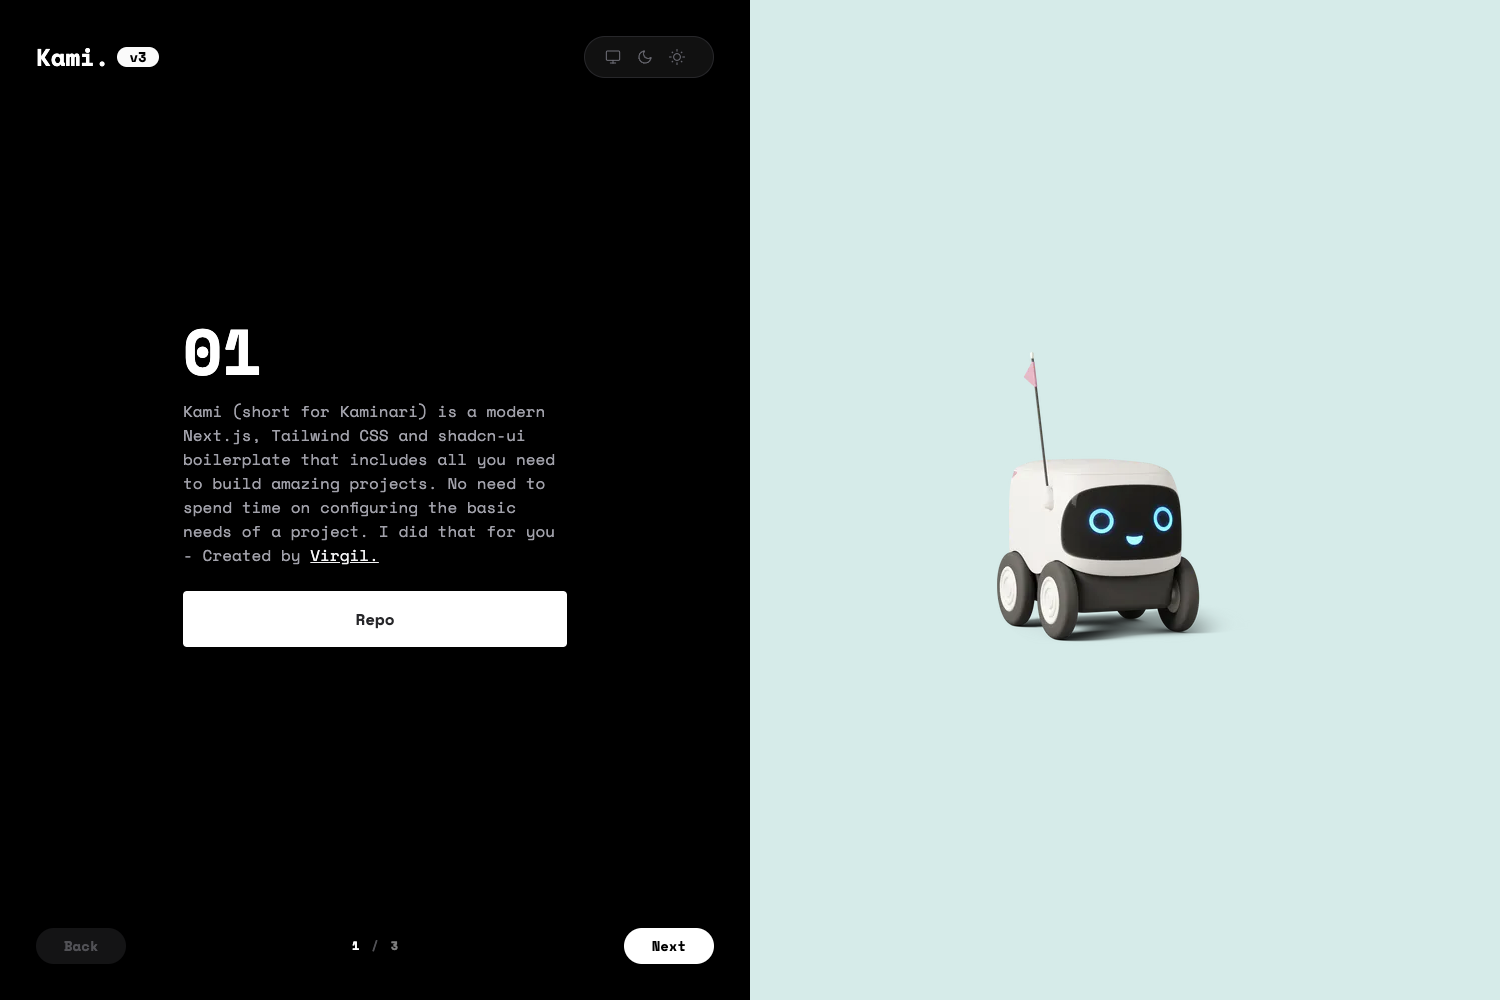 Kami. v3
01
Kami (short for Kaminari) is a modern
Next.js, Tailwind CSS and shadcn-ui
boilerplate that includes all you need
to build amazing projects. No need to
spend time on configuring the basic
needs of a project. I did that for you
- Created by Virgil.
Repo
Back 1 / 3 Next